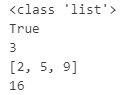 <class 'list'>
True
3
[2, 5, 9]
16